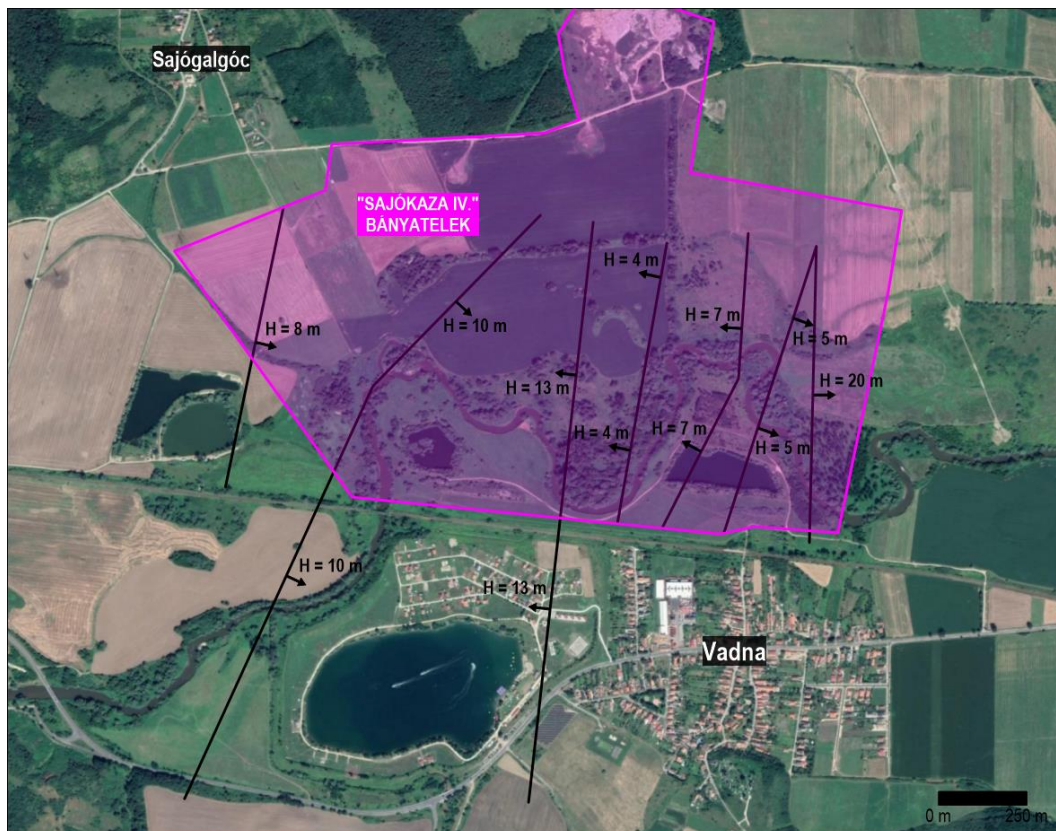 Sajógalgóc
"SAJÓKAZA IV."
BÁNYATELEK
H = 4 m
H = 7 m
H = 8 m
H = 10 m
H = 5 m
H = 13 m
H = 20 m
H = 4 m
H = 7 m
H = 5 m
H = 10 m
H = 13 m
Vadna
0 m
250 m